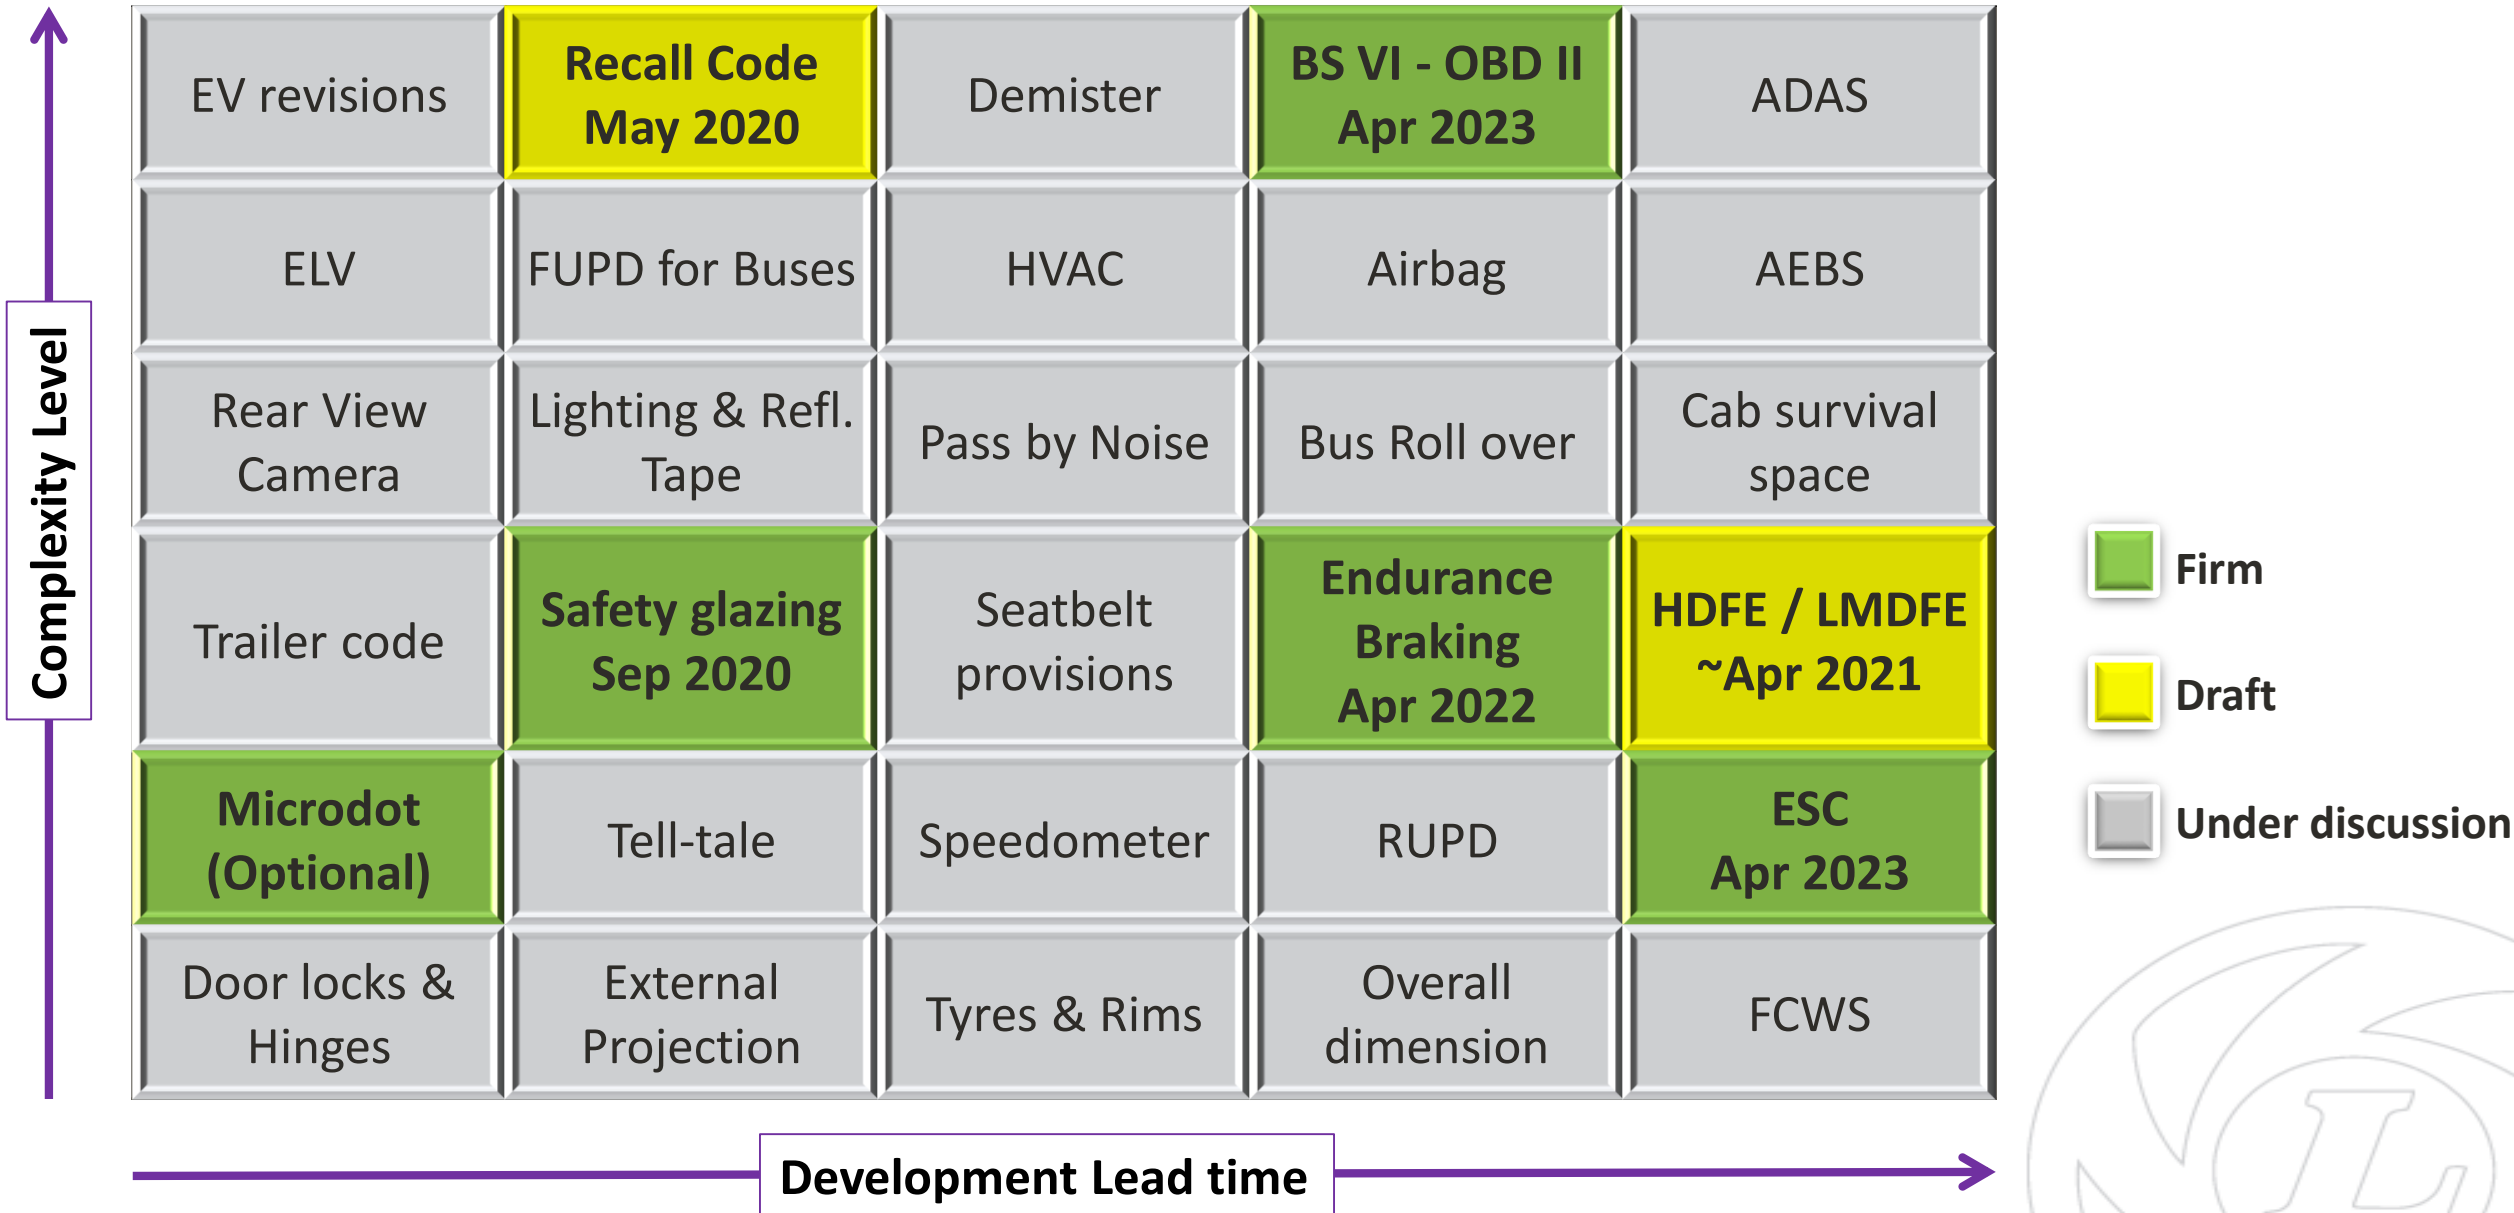 Complexity Level
EV revisions
Recall Code
May 2020
Demister
BS VI - OBD II
Apr 2023
ADAS
ELV
FUPD for Buses
HVAC
Airbag
AEBS
Rear View
Camera
Lighting & Refl.
Tape
Pass by Noise
Bus Roll over
Cab survival
space
Trailer code
Safety glazing
Sep 2020
Seatbelt
provisions
Endurance
Braking
Apr 2022
HDFE / LMDFE
~Apr 2021
Microdot
(Optional)
Tell-tale
Speedometer
RUPD
ESC
Apr 2023
Door locks &
Hinges
External
Projection
Tyres & Rims
Overall
dimension
FCWS
Firm
Draft
Under discussion
Development Lead time
L